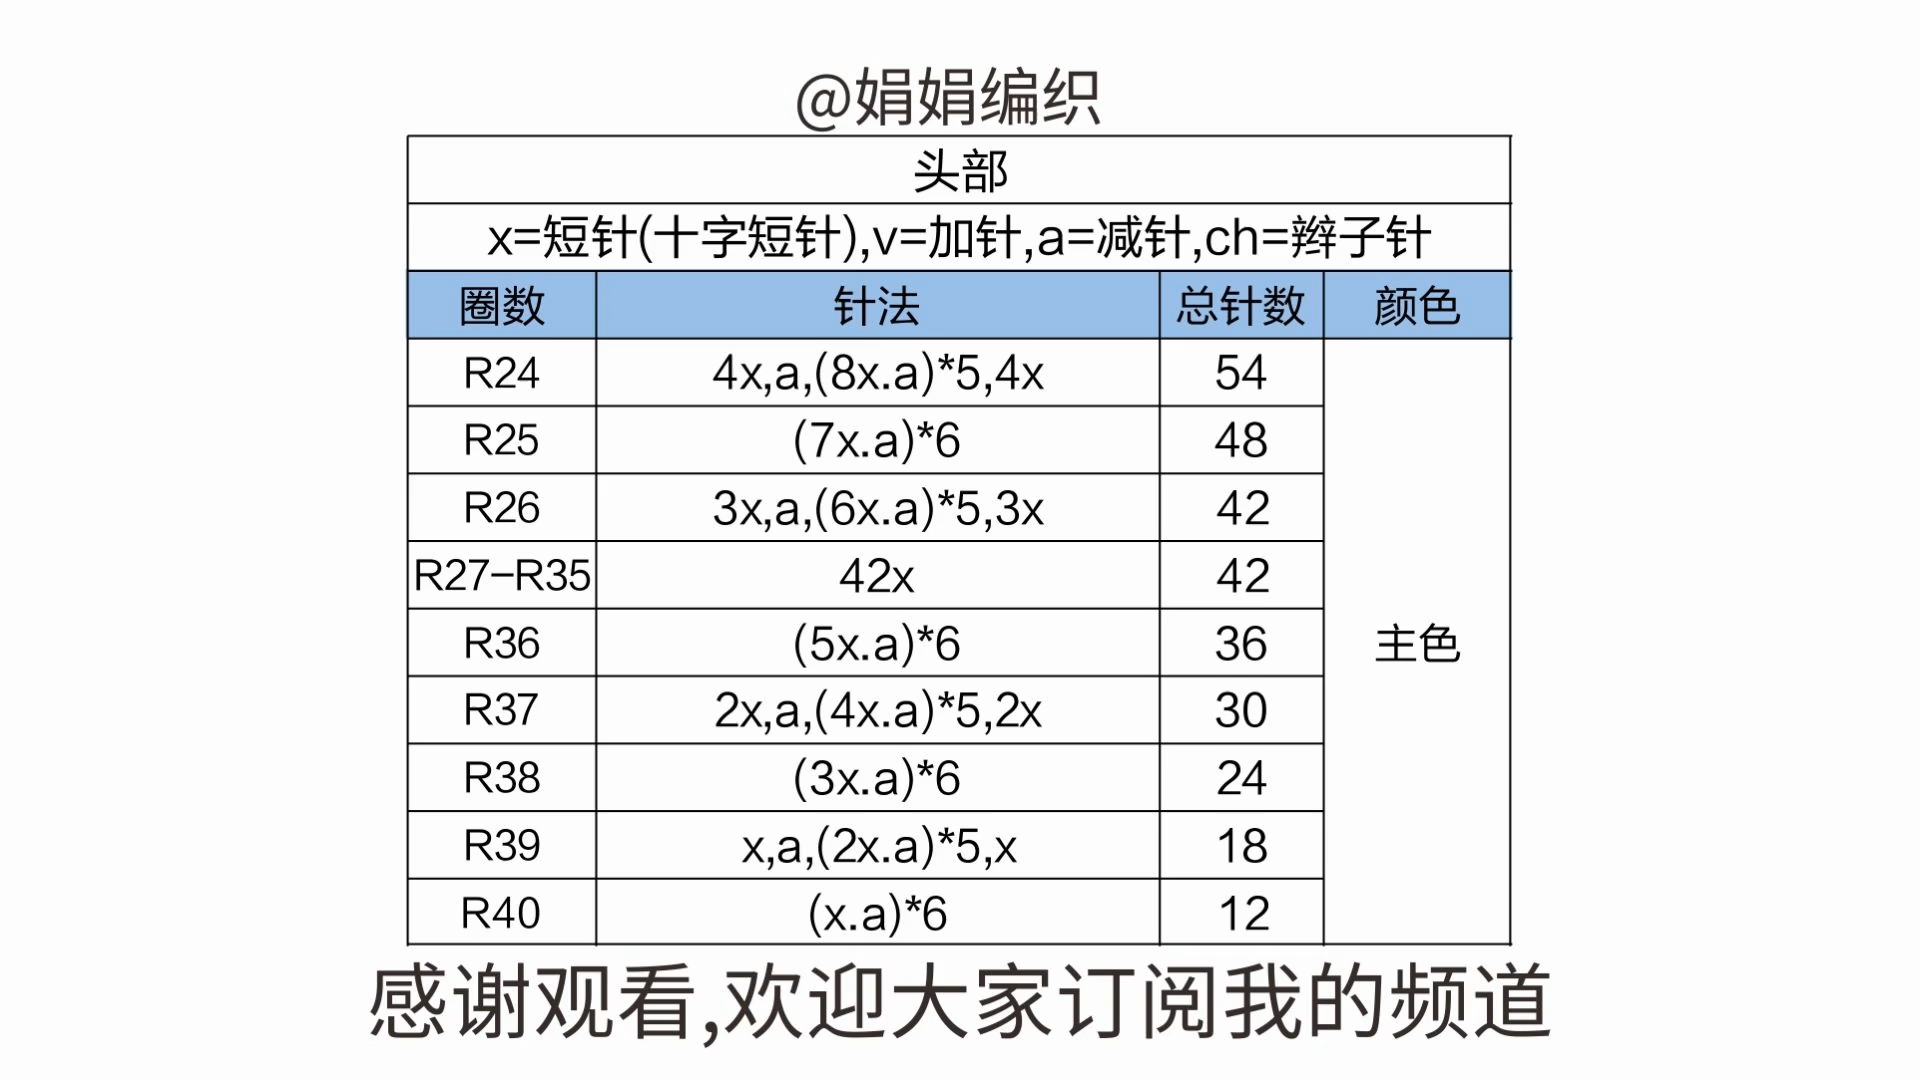 @娟娟编织
头部
x=短针(十字短针),v=加针,a=减针,ch=辫子针
圈数 针法 总针数 颜色
R24 4x,a,(8x.a)*5,4x 54
R25 (7x.a)*6 48
R26 3x,a,(6x.a)*5,3x 42
R27-R35 42x 42
R36 (5x.a)*6 36 主色
R37 2x,a,(4x.a)*5,2x 30
R38 (3x.a)*6 24
R39 x,a,(2x.a)*5,x 18
R40 (x.a)*6 12
感谢观看,欢迎大家订阅我的频道